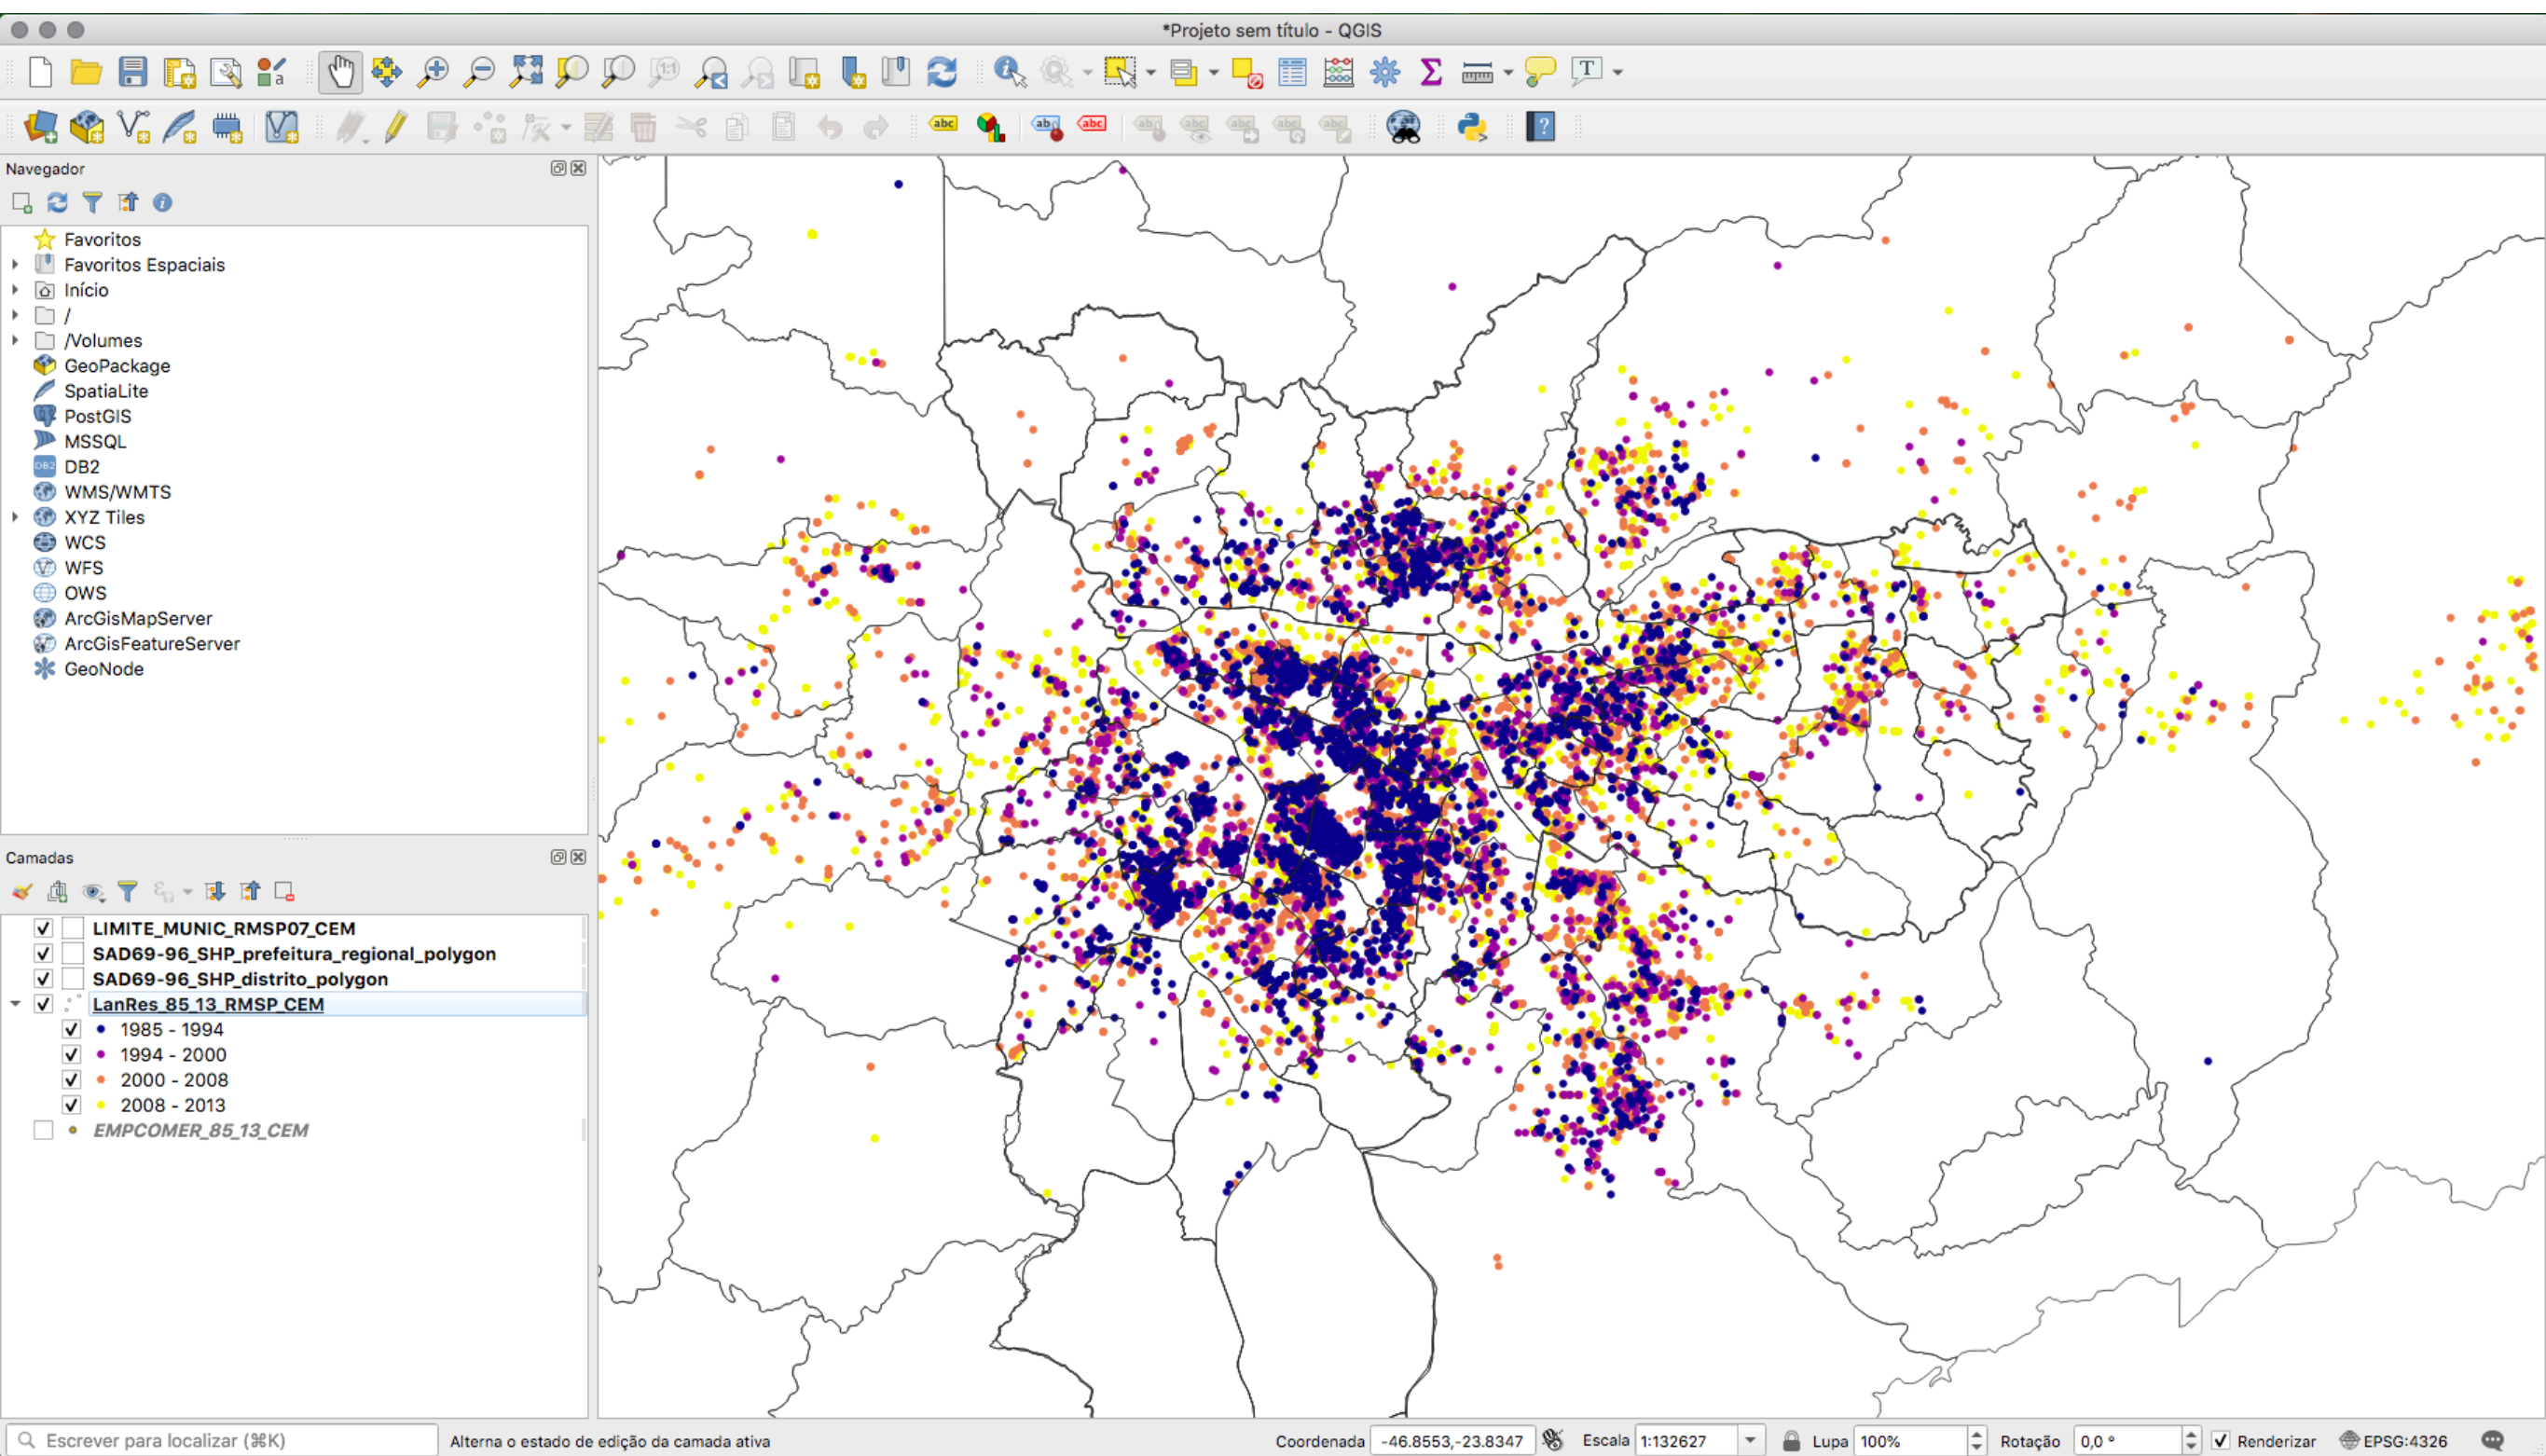 *Projeto sem título - QGIS
Navegador
Favoritos
Favoritos Espaciais
Início
/
/Volumes
GeoPackage
SpatiaLite
PostGIS
MSSQL
DB2
WMS/WMTS
XYZ Tiles
WCS
WFS
OWS
ArcGisMapServer
ArcGisFeatureServer
GeoNode
Camadas
LIMITE_MUNIC_RMSP07_CEM
SAD69-96_SHP_prefeitura_regional_polygon
SAD69-96_SHP_distrito_polygon
LanRes_85_13_RMSP_CEM
1985 - 1994
1994 - 2000
2000 - 2008
2008 - 2013
EMPCOMER_85_13_CEM
Escrever para localizar (⌘K) Alterna o estado de edição da camada ativa Coordenada -46.8553,-23.8347 Escala 1:132627 Lupa 100% Rotação 0,0 ° Renderizar EPSG:4326